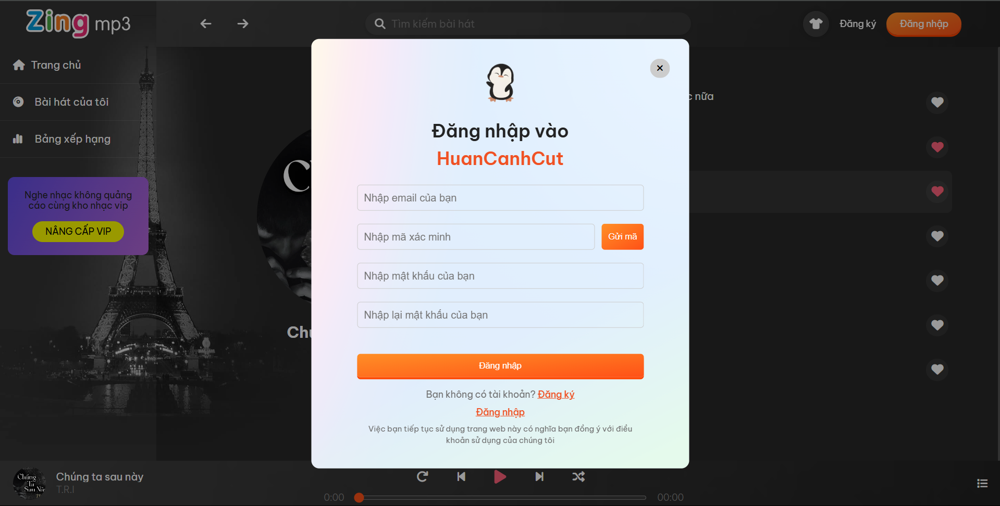 Zing mp3
Tìm kiếm bài hát
Đăng ký
Đăng nhập
Trang chủ
Bài hát của tôi
Bảng xếp hạng
Nghe nhạc không quảng
cáo cùng kho nhạc vip
NÂNG CẤP VIP
nữa
Đăng nhập vào
HuanCanhCut
Nhập email của bạn
Nhập mã xác minh
Gửi mã
Nhập mật khẩu của bạn
Nhập lại mật khẩu của bạn
Đăng nhập
Bạn không có tài khoản? Đăng ký
Đăng nhập
Việc bạn tiếp tục sử dụng trang web này có nghĩa bạn đồng ý với điều
khoản sử dụng của chúng tôi
Chúng
Ta
Sau
Chúng ta sau này
T.R.I
0:00
00:00